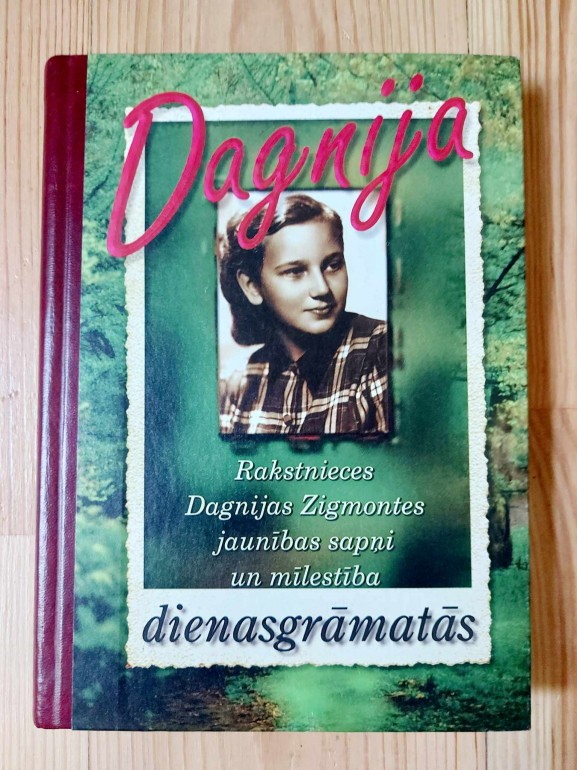 Dagnija
Rakstnieces
Dagnijas Zigmontes
jaunības sapņi
un mīlestība
dienasgrāmatās